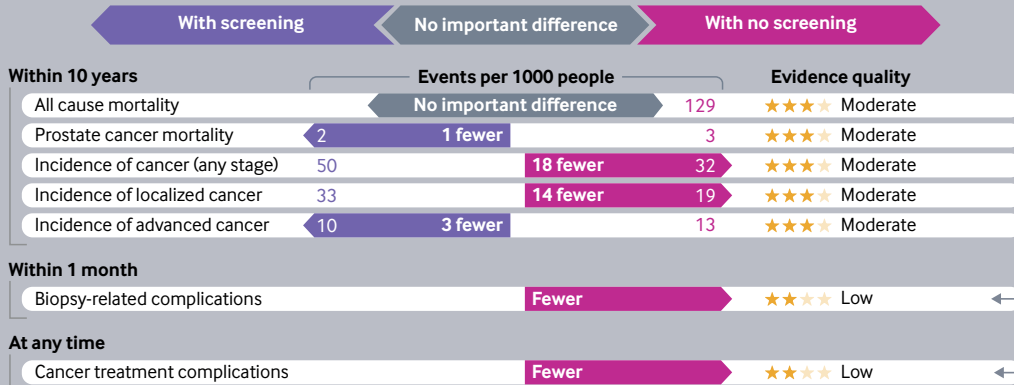 With screening No important difference With no screening
Within 10 years Events per 1000 people Evidence quality
All cause mortality No important difference 129 Moderate
Prostate cancer mortality 2 1 fewer 3 Moderate
Incidence of cancer (any stage) 50 18 fewer 32 Moderate
Incidence of localized cancer 33 14 fewer 19 Moderate
Incidence of advanced cancer 10 3 fewer 13 Moderate
Within 1 month
Biopsy-related complications Fewer Low
At any time
Cancer treatment complications Fewer Low